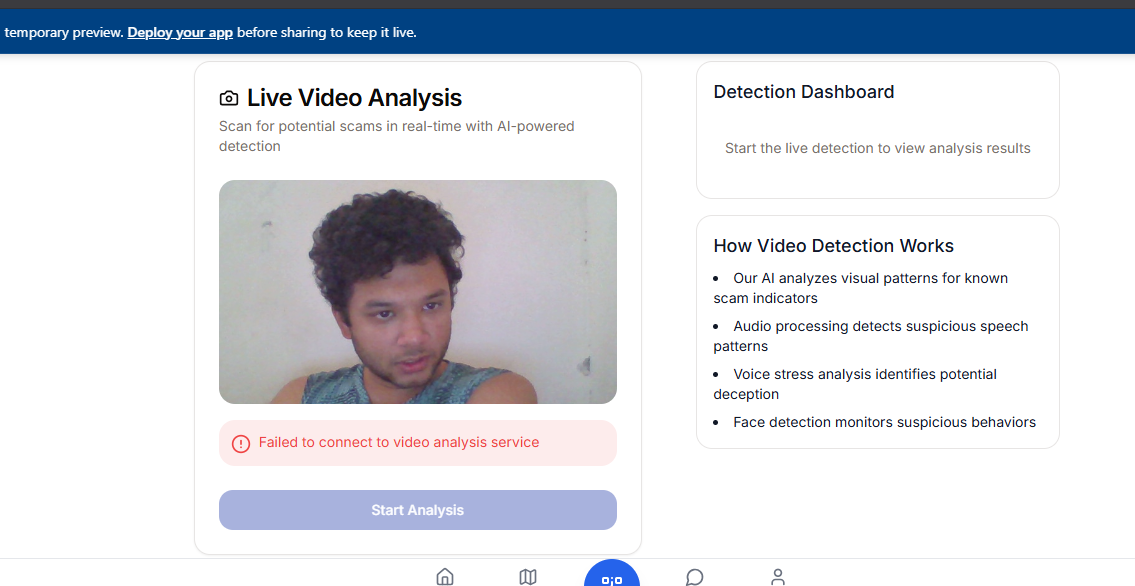 temporary preview. Deploy your app before sharing to keep it live.
Live Video Analysis
Scan for potential scams in real-time with AI-powered
detection
Failed to connect to video analysis service
Start Analysis
Detection Dashboard
Start the live detection to view analysis results
How Video Detection Works
• Our AI analyzes visual patterns for known
scam indicators
• Audio processing detects suspicious speech
patterns
• Voice stress analysis identifies potential
deception
• Face detection monitors suspicious behaviors